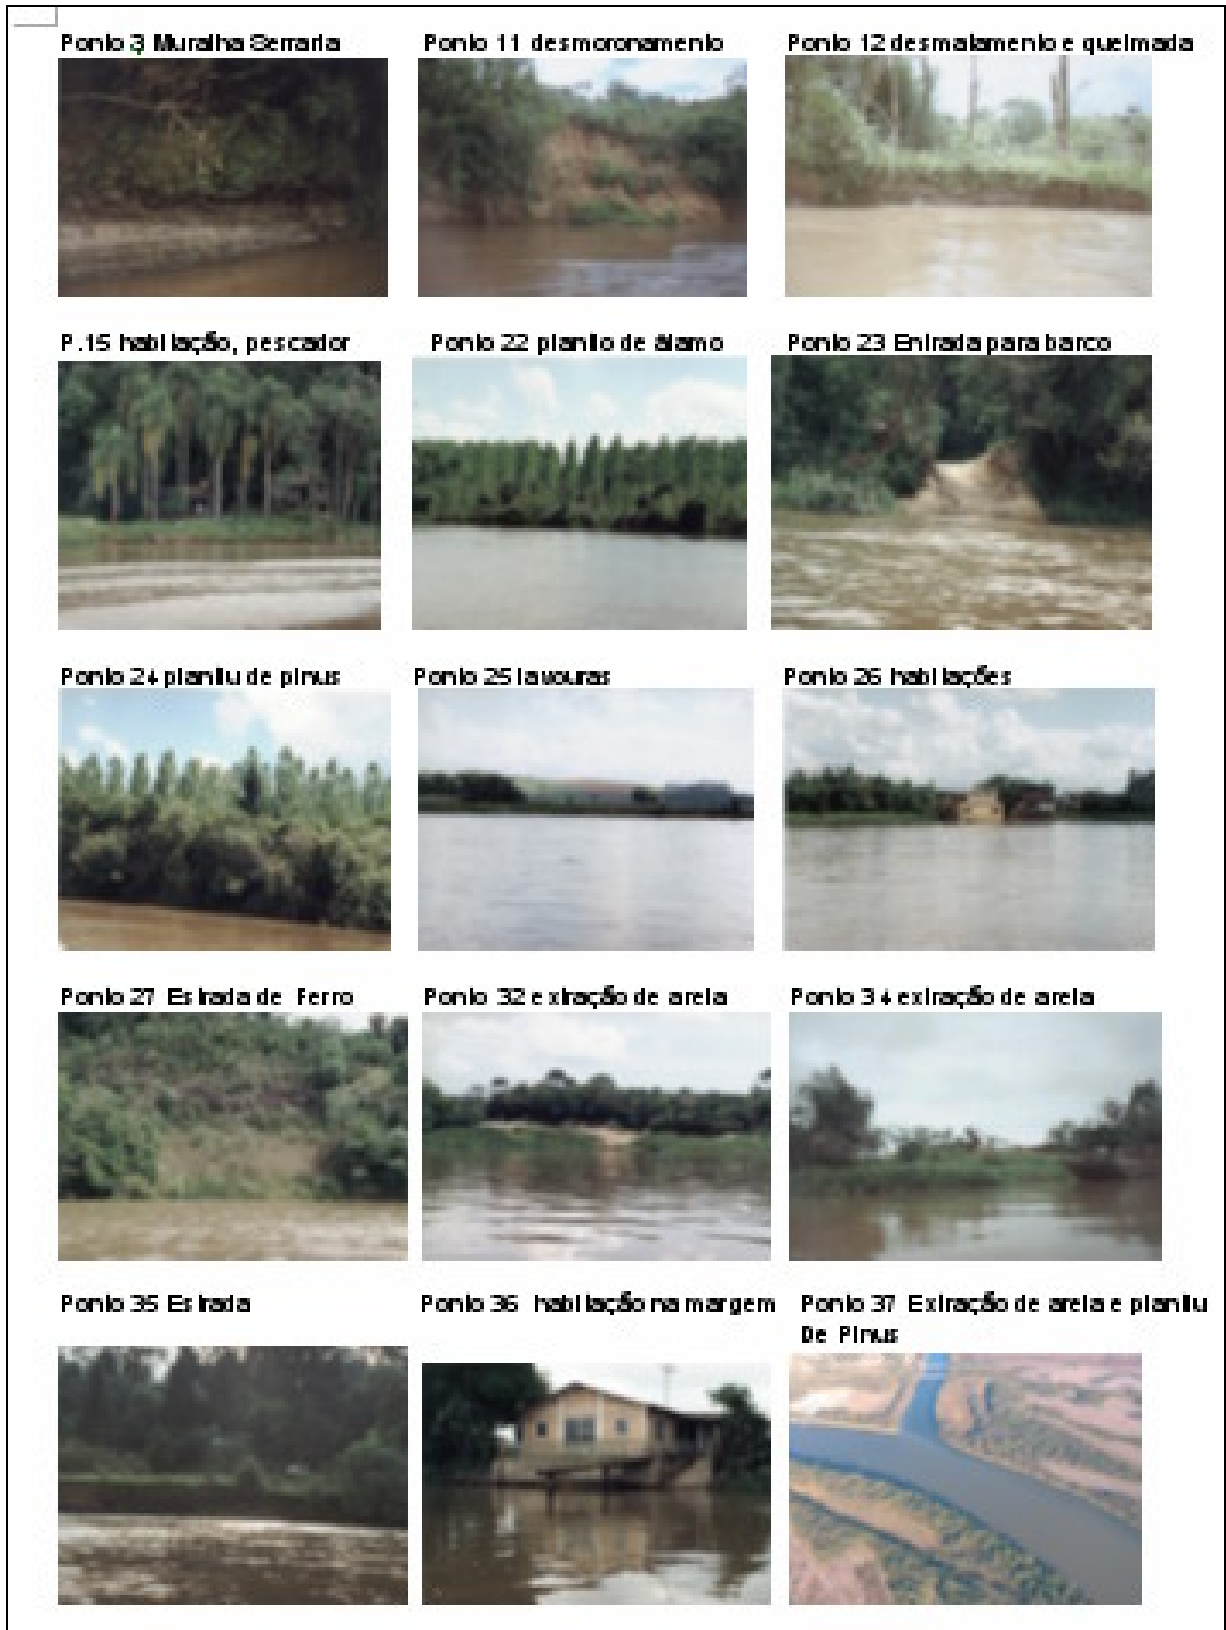 Ponto 3 Muralha Serraria
Ponto 11 desmoronamento
Ponto 12 desmatamento e queimada
P.15 habitação, pescador
Ponto 22 plantio de álamo
Ponto 23 Entrada para barco
Ponto 24 plantiu de pinus
Ponto 25 lavouras
Ponto 26 habitações
Ponto 27 Estrada de Ferro
Ponto 32 extração de areia
Ponto 34 extração de areia
Ponto 35 Estrada
Ponto 36 habitação na margem
Ponto 37 Extração de areia e plantiu
De Pinus